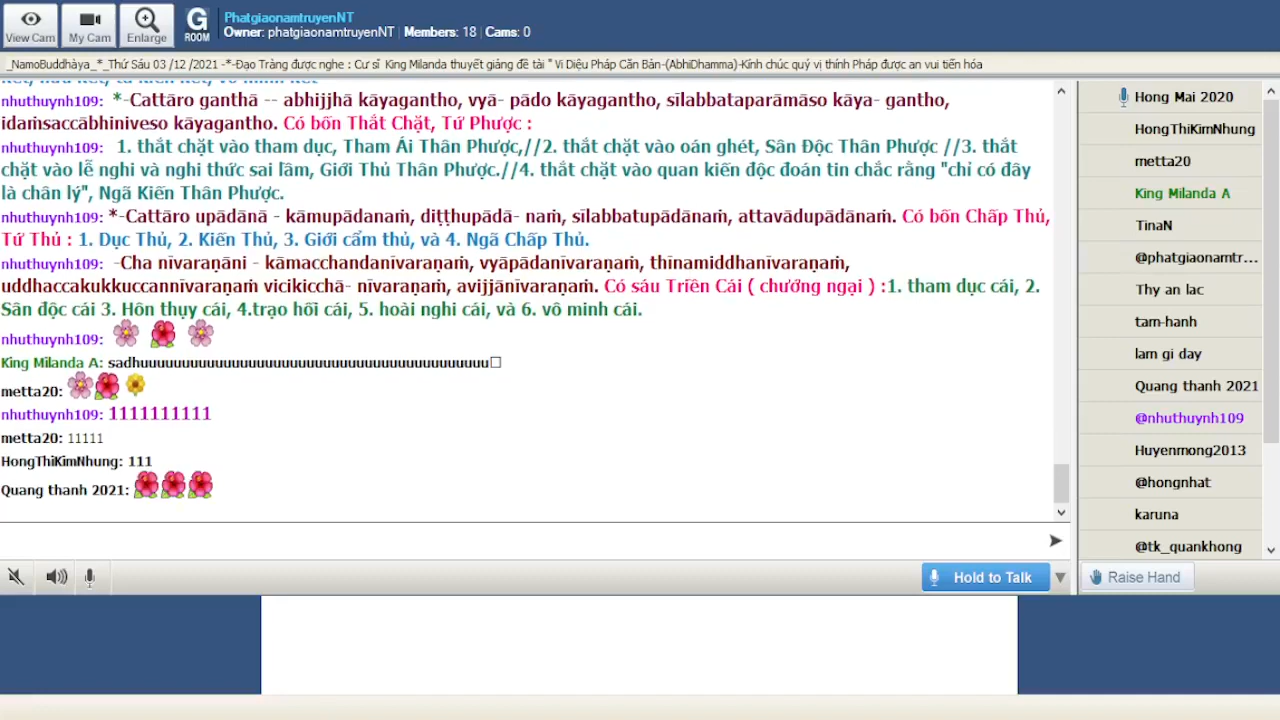 View Cam
My Cam
Enlarge
G
ROOM
PhatgiaonamtruyenNT
Owner: phatgiaonamtruyenNT | Members: 18 | Cams: 0
_NamoBuddhàya_*_Thứ Sáu 03 /12 /2021 -*-Đạo Tràng được nghe : Cư sĩ King Milanda thuyết giảng đề tài " Vi Diệu Pháp Căn Bản-(AbhiDhamma)-Kính chúc quý vị thính Pháp được an vui tiến hóa
nhuthuynh109: *-Cattāro ganthā -- abhijjhā kāyagantho, vyā- pādo kāyagantho, sīlabbataparāmāso kāya- gantho,
idaṁsaccābhiniveso kāyagantho. Có bốn Thắt Chặt, Tứ Phược :
nhuthuynh109: 1. thắt chặt vào tham dục, Tham Ái Thân Phược,//2. thắt chặt vào oán ghét, Sân Độc Thân Phược //3. thắt
chặt vào lễ nghi và nghi thức sai lầm, Giới Thủ Thân Phược.//4. thắt chặt vào quan kiến độc đoán tin chắc rằng "chỉ có đây
là chân lý", Ngã Kiến Thân Phược.
nhuthuynh109: *-Cattāro upādānā - kāmupādanaṁ, diṭṭhupādā- naṁ, sīlabbatupādānaṁ, attavādupādānaṁ. Có bốn Chấp Thủ,
Tứ Thủ : 1. Dục Thủ, 2. Kiến Thủ, 3. Giới cấm thủ, và 4. Ngã Chấp Thủ.
nhuthuynh109: -Cha nīvaraṇāni - kāmacchandanīvaraṇaṁ, vyāpādanīvaraṇaṁ, thīnamiddhanīvaraṇaṁ,
uddhaccakukkuccannīvaraṇaṁ vicikicchā- nīvaraṇaṁ, avijjānīvaraṇaṁ. Có sáu Triền Cái ( chướng ngại ) :1. tham dục cái, 2.
Sân độc cái 3. Hôn thụy cái, 4.trạo hối cái, 5. hoài nghi cái, và 6. vô minh cái.
nhuthuynh109:
King Milanda A: sadhuuuuuuuuuuuuuuuuuuuuuuuuuuuuuuuuuuuuuuu
metta20:
nhuthuynh109: 1111111111
metta20: 11111
HongThiKimNhung: 111
Quang thanh 2021:
Hold to Talk
Hong Mai 2020
HongThiKimNhung
metta20
King Milanda A
TinaN
@phatgiaonamtr...
Thy an lac
tam-hanh
lam gi day
Quang thanh 2021
@nhuthuynh109
Huyenmong2013
@hongnhat
karuna
@tk_quankhong
Raise Hand